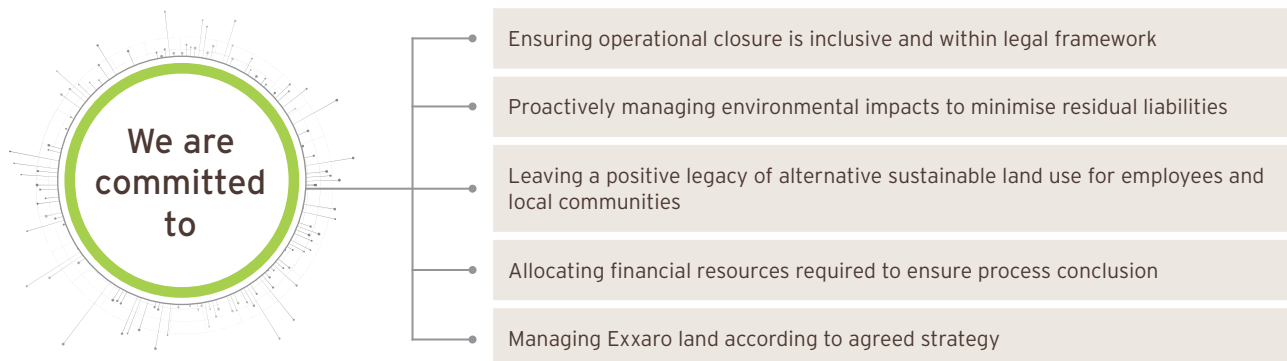 We are
committed
to
Ensuring operational closure is inclusive and within legal framework
Proactively managing environmental impacts to minimise residual liabilities
Leaving a positive legacy of alternative sustainable land use for employees and
local communities
Allocating financial resources required to ensure process conclusion
Managing Exxaro land according to agreed strategy